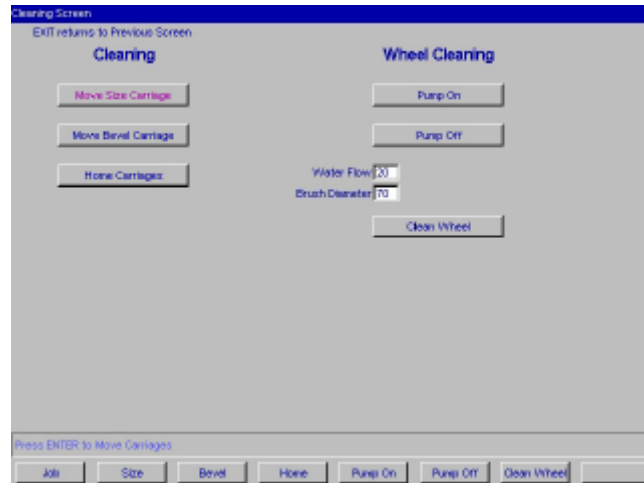 Cleaning Screen
EXIT returns to Previous Screen
Cleaning
Wheel Cleaning
Move Size Carriage
Pump On
Move Bevel Carriage
Pump Off
Home Carriages
Water Flow 20
Brush Diameter 70
Clean Wheel
Press ENTER to Move Carriages
Job Size Bevel Home Pump On Pump Off Clean Wheel